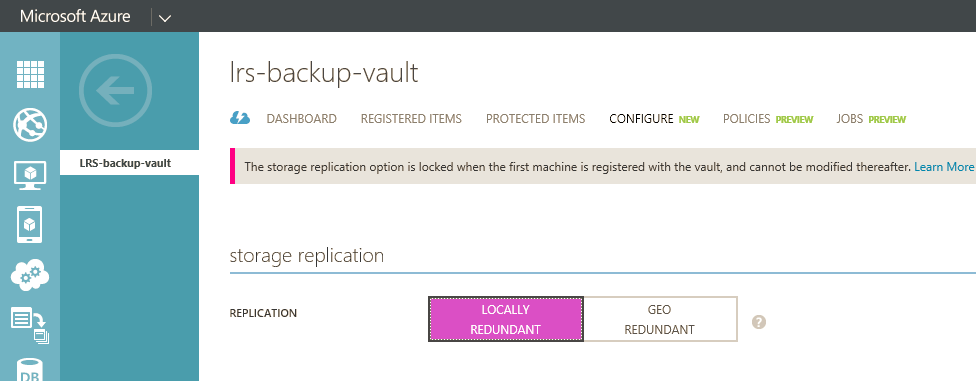 Microsoft Azure
lrs-backup-vault
DASHBOARD REGISTERED ITEMS PROTECTED ITEMS CONFIGURE NEW POLICIES PREVIEW JOBS PREVIEW
LRS-backup-vault
The storage replication option is locked when the first machine is registered with the vault, and cannot be modified thereafter. Learn More
storage replication
REPLICATION
LOCALLY
REDUNDANT
GEO
REDUNDANT
?
DB